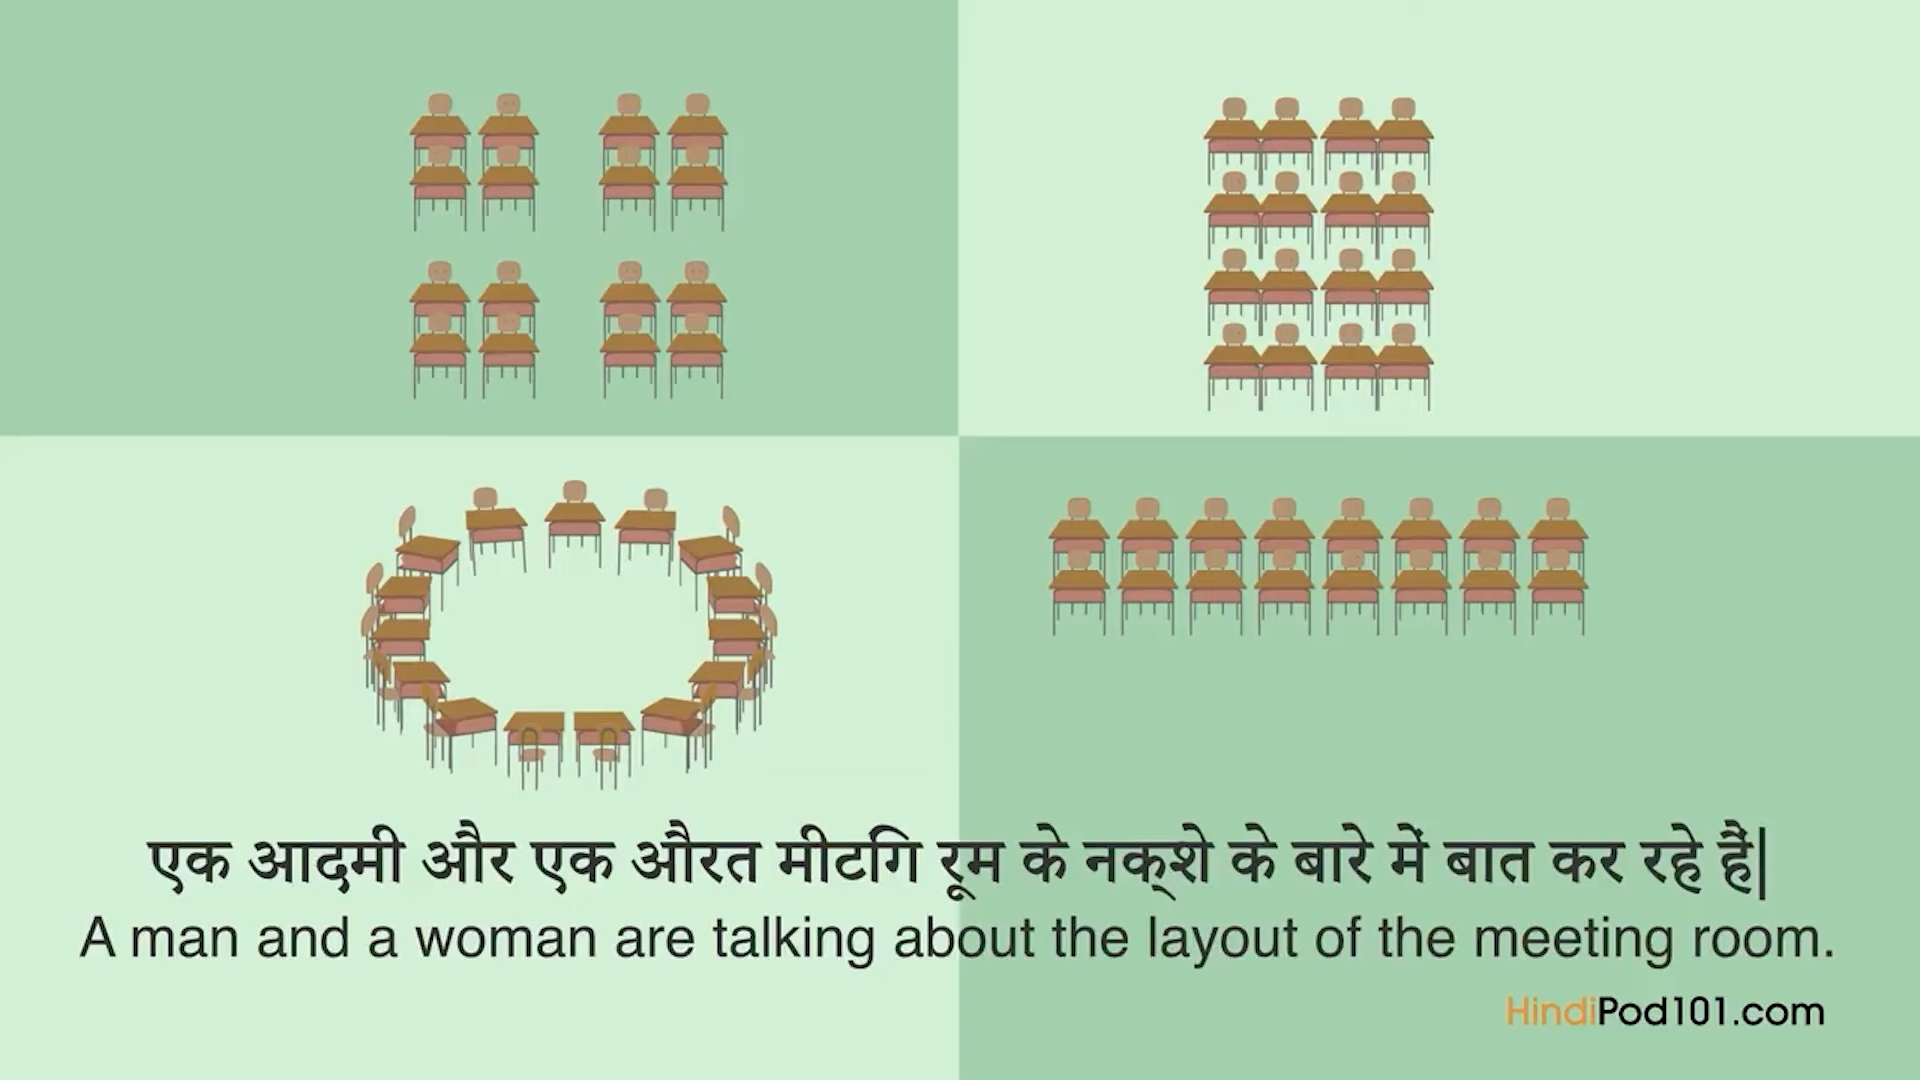 एक आदमी और एक औरत मीटिंग रूम के नक्शे के बारे में बात कर रहे हैं|
A man and a woman are talking about the layout of the meeting room.
HindiPod101.com